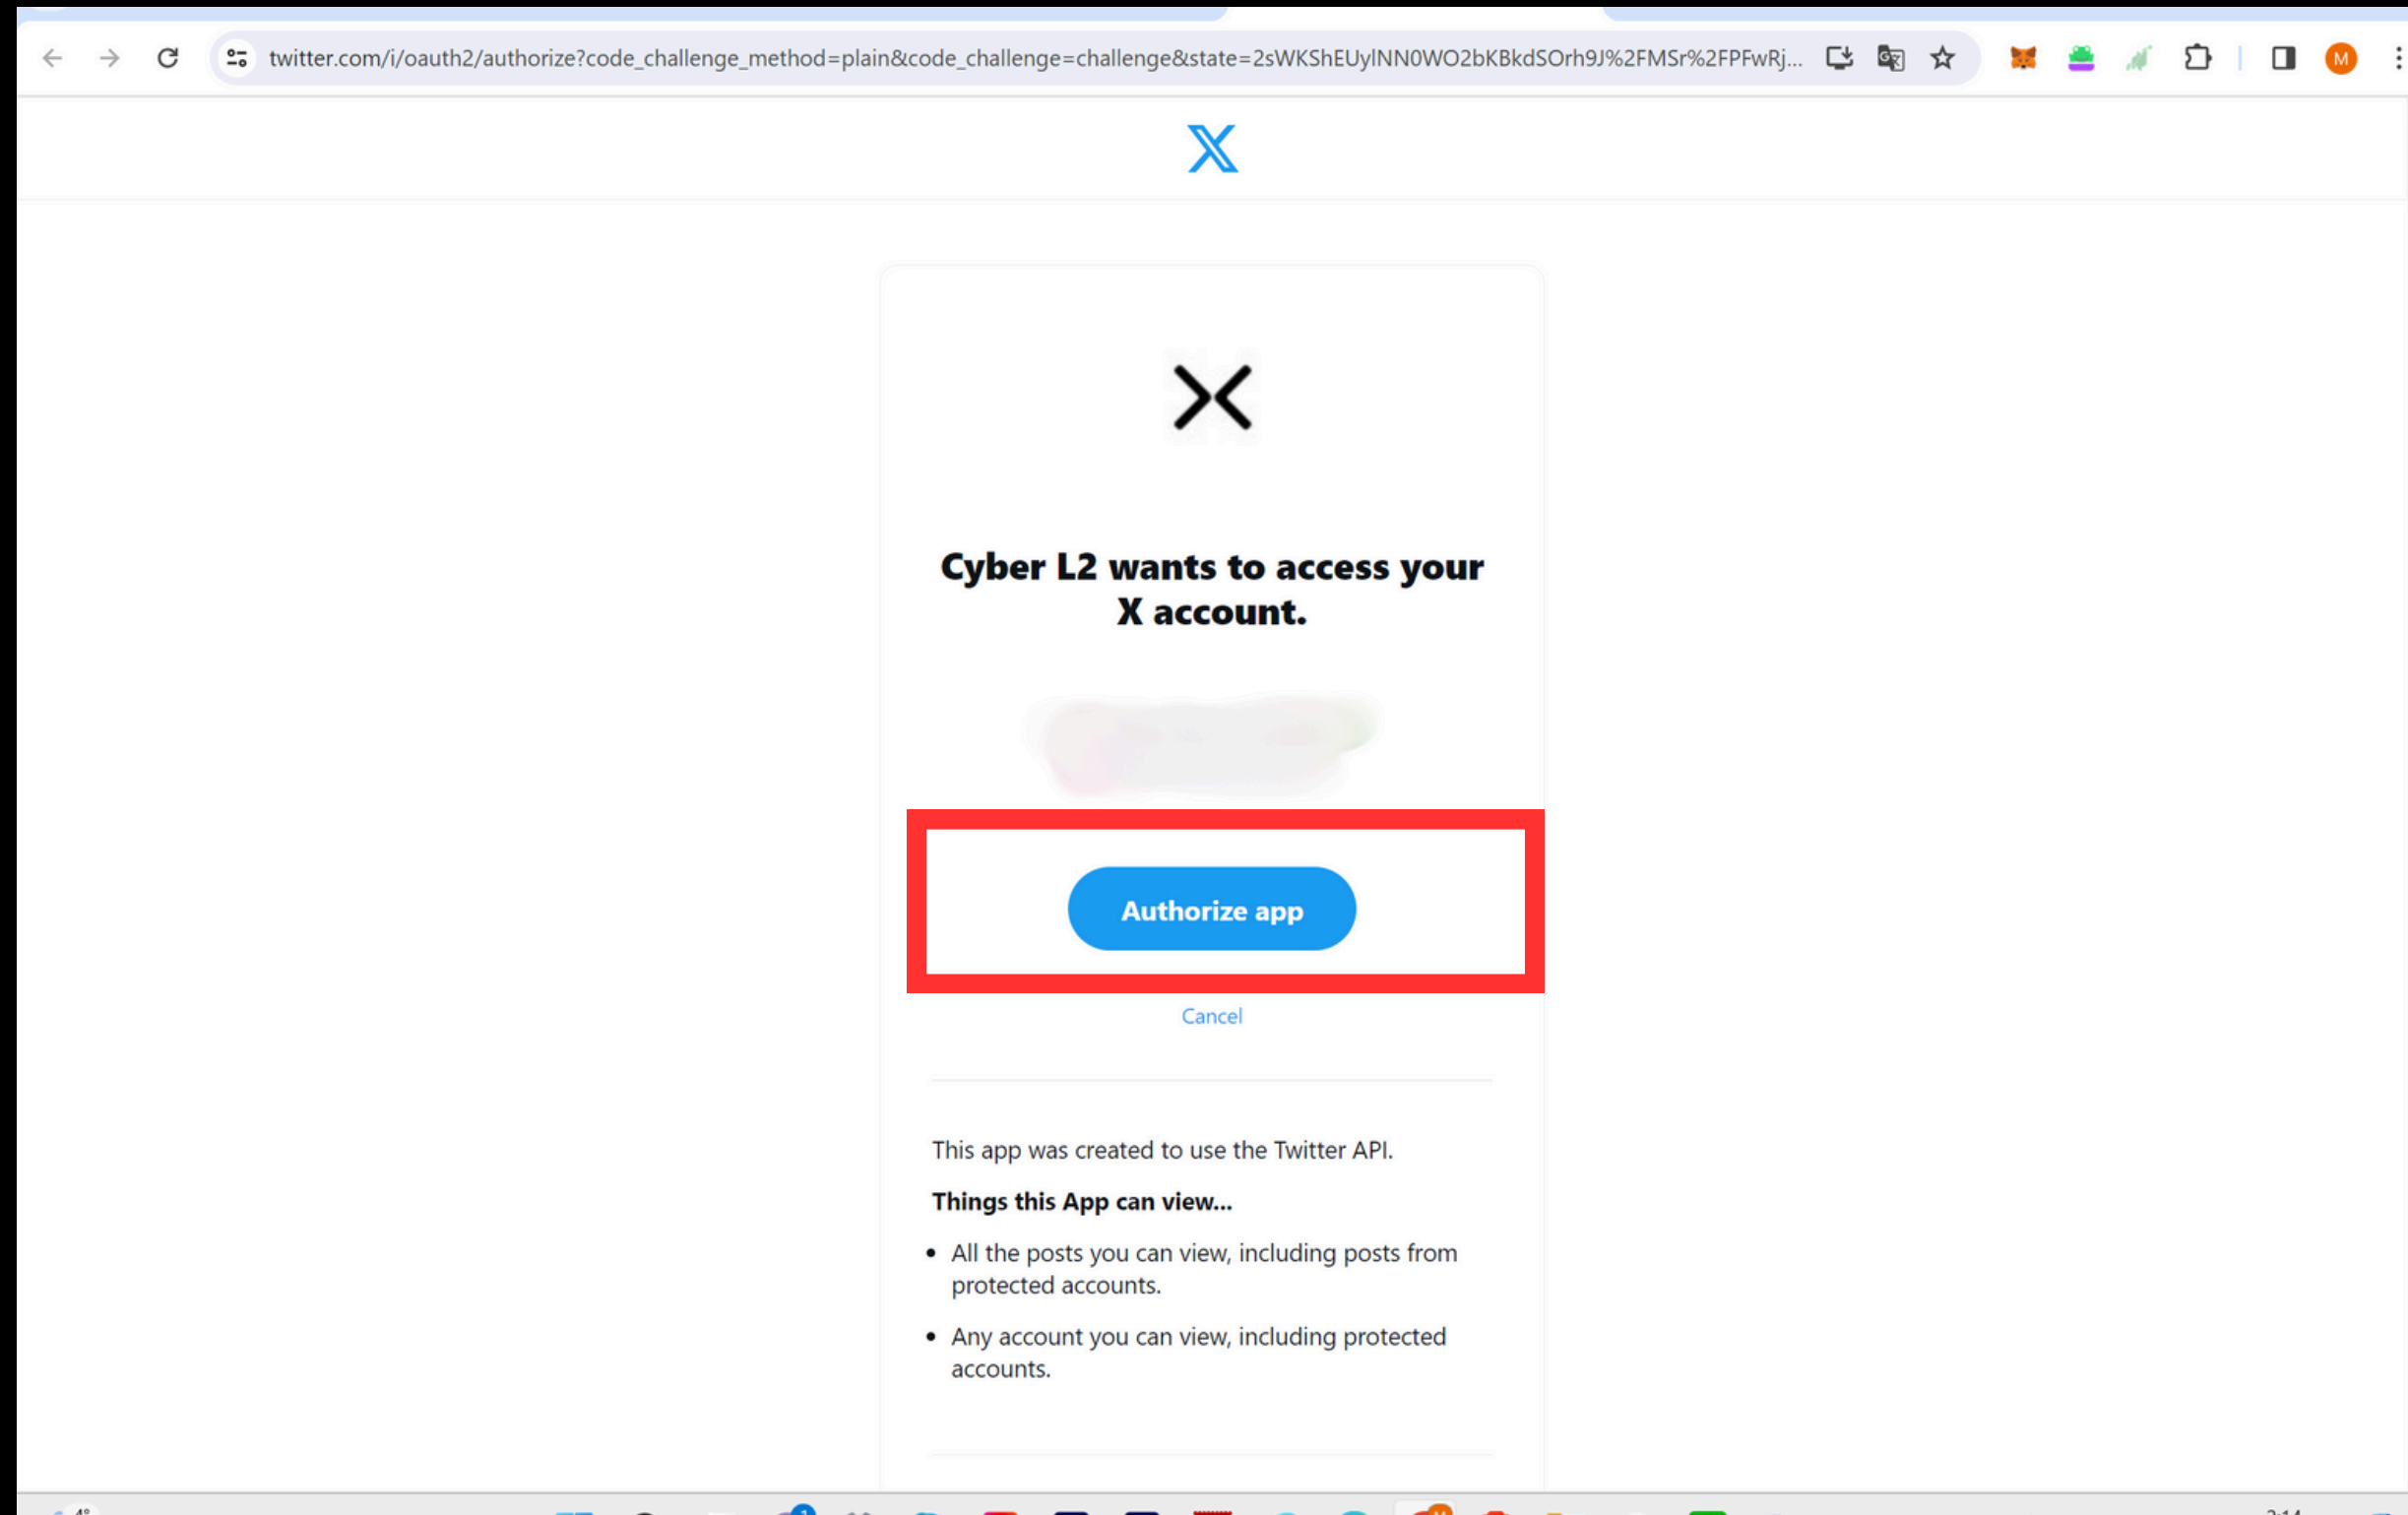 twitter.com/i/oauth2/authorize?code_challenge_method=plain&code_challenge=challenge&state=2sWKShEUylNN0WO2bKBkdSOrh9J%2FMSr%2FPFwRj...
M
Cyber L2 wants to access your
X account.
Authorize app
Cancel
This app was created to use the Twitter API.
Things this App can view...
• All the posts you can view, including posts from
protected accounts.
• Any account you can view, including protected
accounts.